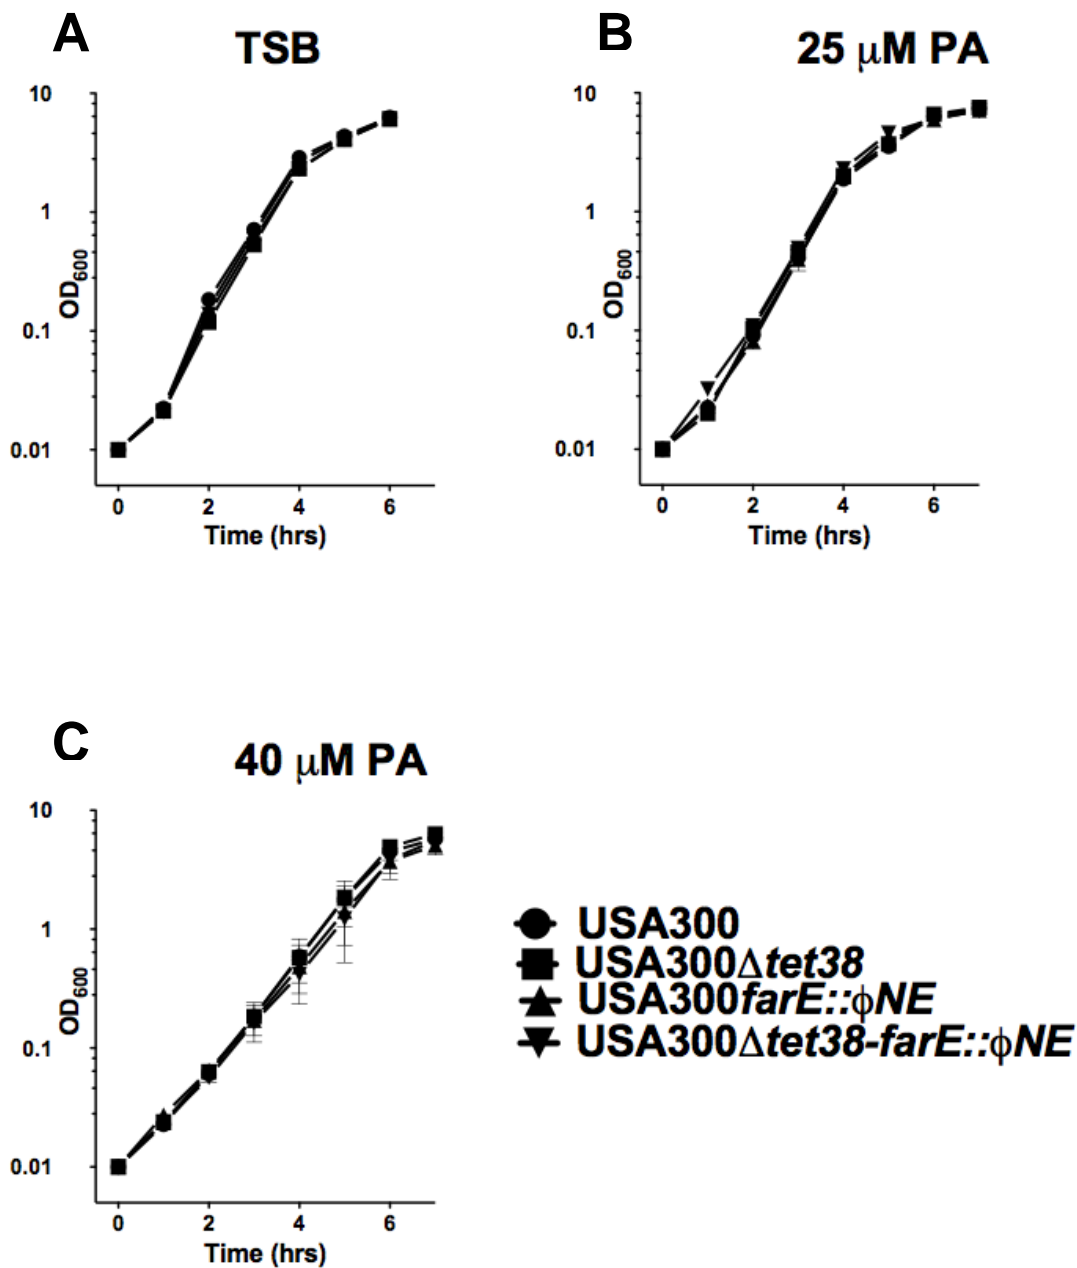 A
TSB
10
1
0.1
0.01
OD600
0 2 4 6
Time (hrs)
B
25 μM PA
10
1
0.1
0.01
OD600
0 2 4 6
Time (hrs)
C
40 μM PA
10
1
0.1
0.01
OD600
0 2 4 6
Time (hrs)
USA300
USA300Δtet38
USA300farE::ϕNE
USA300Δtet38-farE::ϕNE